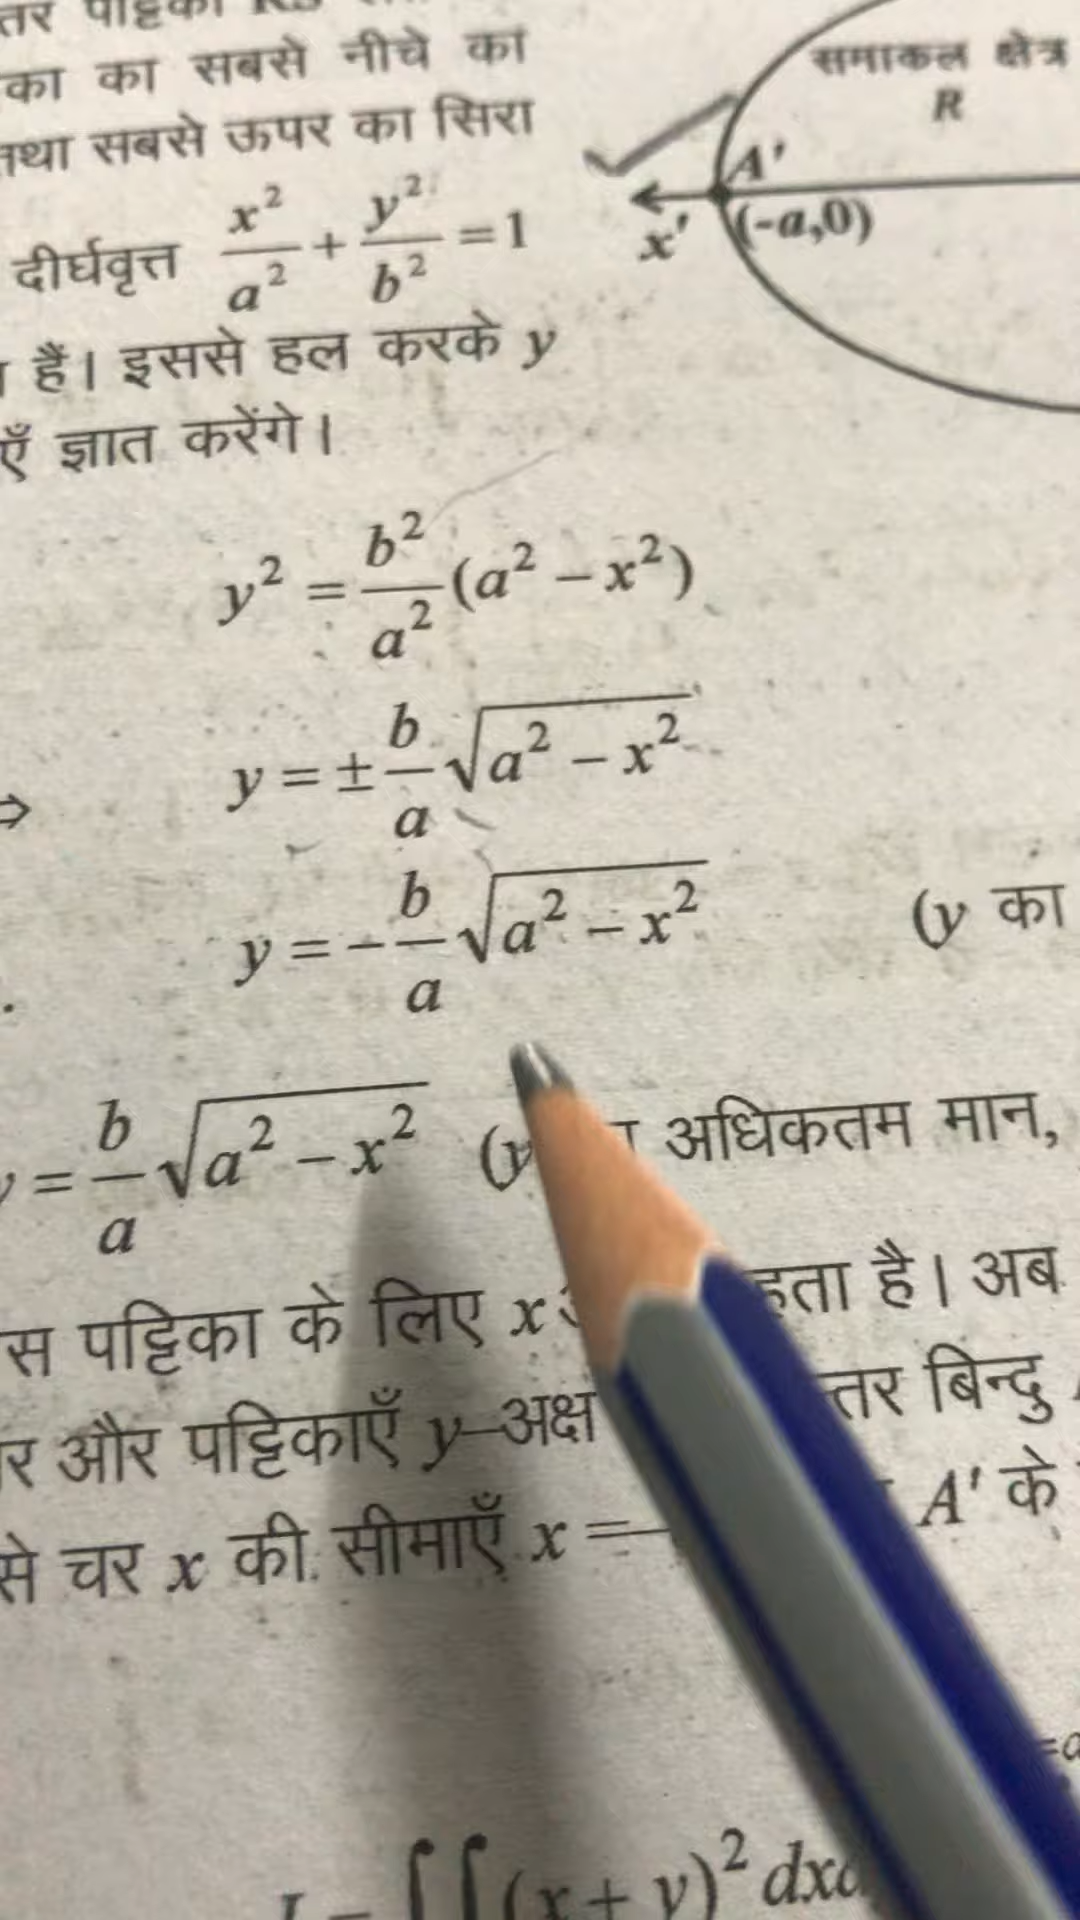 का का सबसे नीचे का
तथा सबसे ऊपर का सिरा
दीर्घवृत्त x²/a² + y²/b² = 1
हैं। इससे हल करके y
ज्ञात करेंगे।
समाकल क्षेत्र
R
A'
x' (-a,0)
y² = b²/a² (a² – x²)
⇒ y = ± b/a √(a² – x²)
y = – b/a √(a² – x²) (y का
= b/a √(a² – x²) (y अधिकतम मान,
स पट्टिका के लिए x है। अब
र और पट्टिकाएँ y–अक्ष बिन्दु
से चर x की सीमाएँ x = – A' के
∫∫(x + y)² dx